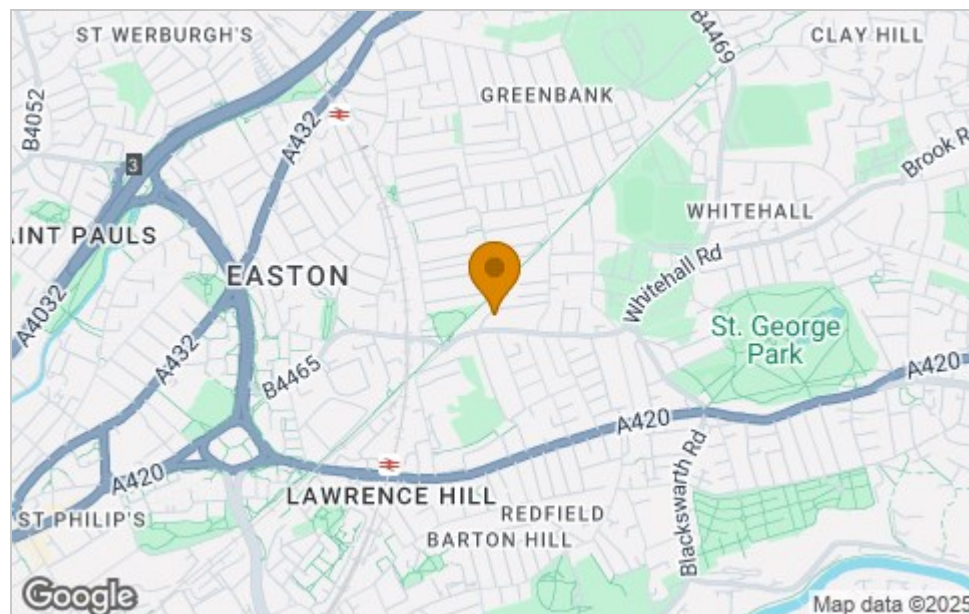 ST WERBURGH'S
B4469
CLAY HILL
GREENBANK
B4052
A432
Brook R
3
WHITEHALL
AINT PAULS
EASTON
Whitehall Rd
A4032
St. George
Park
A432
B4465
A420
A420
A420
LAWRENCE HILL
Blackswarth Rd
ST PHILIP'S
REDFIELD
BARTON HILL
Google
Map data ©2025